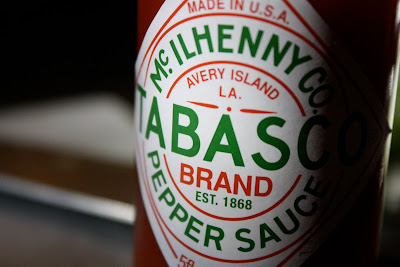 MADE IN U.S.A.
McILHENNY CO.
AVERY ISLAND
LA.
TABASCO
BRAND
EST. 1868
PEPPER SAUCE